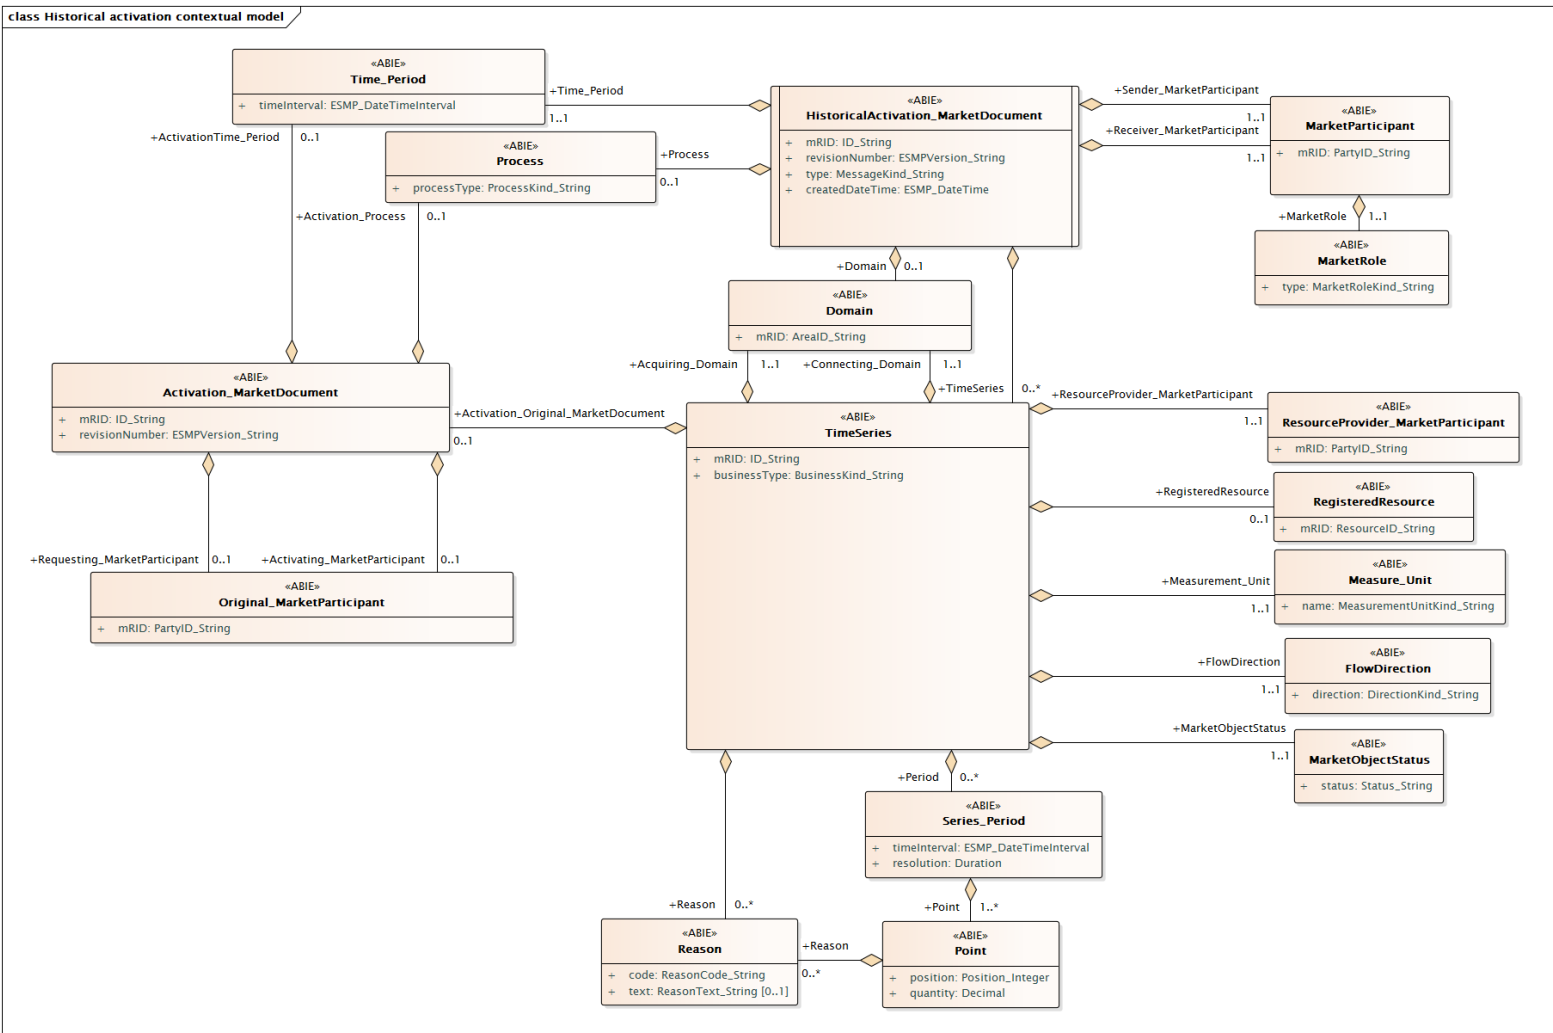 class Historical activation contextual model
«ABIE»
Time_Period
+ timeInterval: ESMP_DateTimeInterval
+Time_Period
1..1
+ActivationTime_Period
0..1
«ABIE»
Process
+ processType: ProcessKind_String
+Process
0..1
+Activation_Process
0..1
«ABIE»
HistoricalActivation_MarketDocument
+ mRID: ID_String
+ revisionNumber: ESMPVersion_String
+ type: MessageKind_String
+ createdDateTime: ESMP_DateTime
+Sender_MarketParticipant
1..1
+Receiver_MarketParticipant
1..1
«ABIE»
MarketParticipant
+ mRID: PartyID_String
+MarketRole
1..1
«ABIE»
MarketRole
+ type: MarketRoleKind_String
+Domain
0..1
«ABIE»
Domain
+ mRID: AreaID_String
+Acquiring_Domain
1..1
+Connecting_Domain
1..1
+TimeSeries
0..*
«ABIE»
Activation_MarketDocument
+ mRID: ID_String
+ revisionNumber: ESMPVersion_String
+Activation_Original_MarketDocument
0..1
«ABIE»
TimeSeries
+ mRID: ID_String
+ businessType: BusinessKind_String
+ResourceProvider_MarketParticipant
1..1
«ABIE»
ResourceProvider_MarketParticipant
+ mRID: PartyID_String
+RegisteredResource
0..1
«ABIE»
RegisteredResource
+ mRID: ResourceID_String
+Measurement_Unit
1..1
«ABIE»
Measure_Unit
+ name: MeasurementUnitKind_String
+Requesting_MarketParticipant
0..1
+Activating_MarketParticipant
0..1
«ABIE»
Original_MarketParticipant
+ mRID: PartyID_String
+FlowDirection
1..1
«ABIE»
FlowDirection
+ direction: DirectionKind_String
+MarketObjectStatus
1..1
«ABIE»
MarketObjectStatus
+ status: Status_String
+Period
0..*
«ABIE»
Series_Period
+ timeInterval: ESMP_DateTimeInterval
+ resolution: Duration
+Point
1..*
+Reason
0..*
«ABIE»
Reason
+ code: ReasonCode_String
+ text: ReasonText_String [0..1]
+Reason
0..*
«ABIE»
Point
+ position: Position_Integer
+ quantity: Decimal